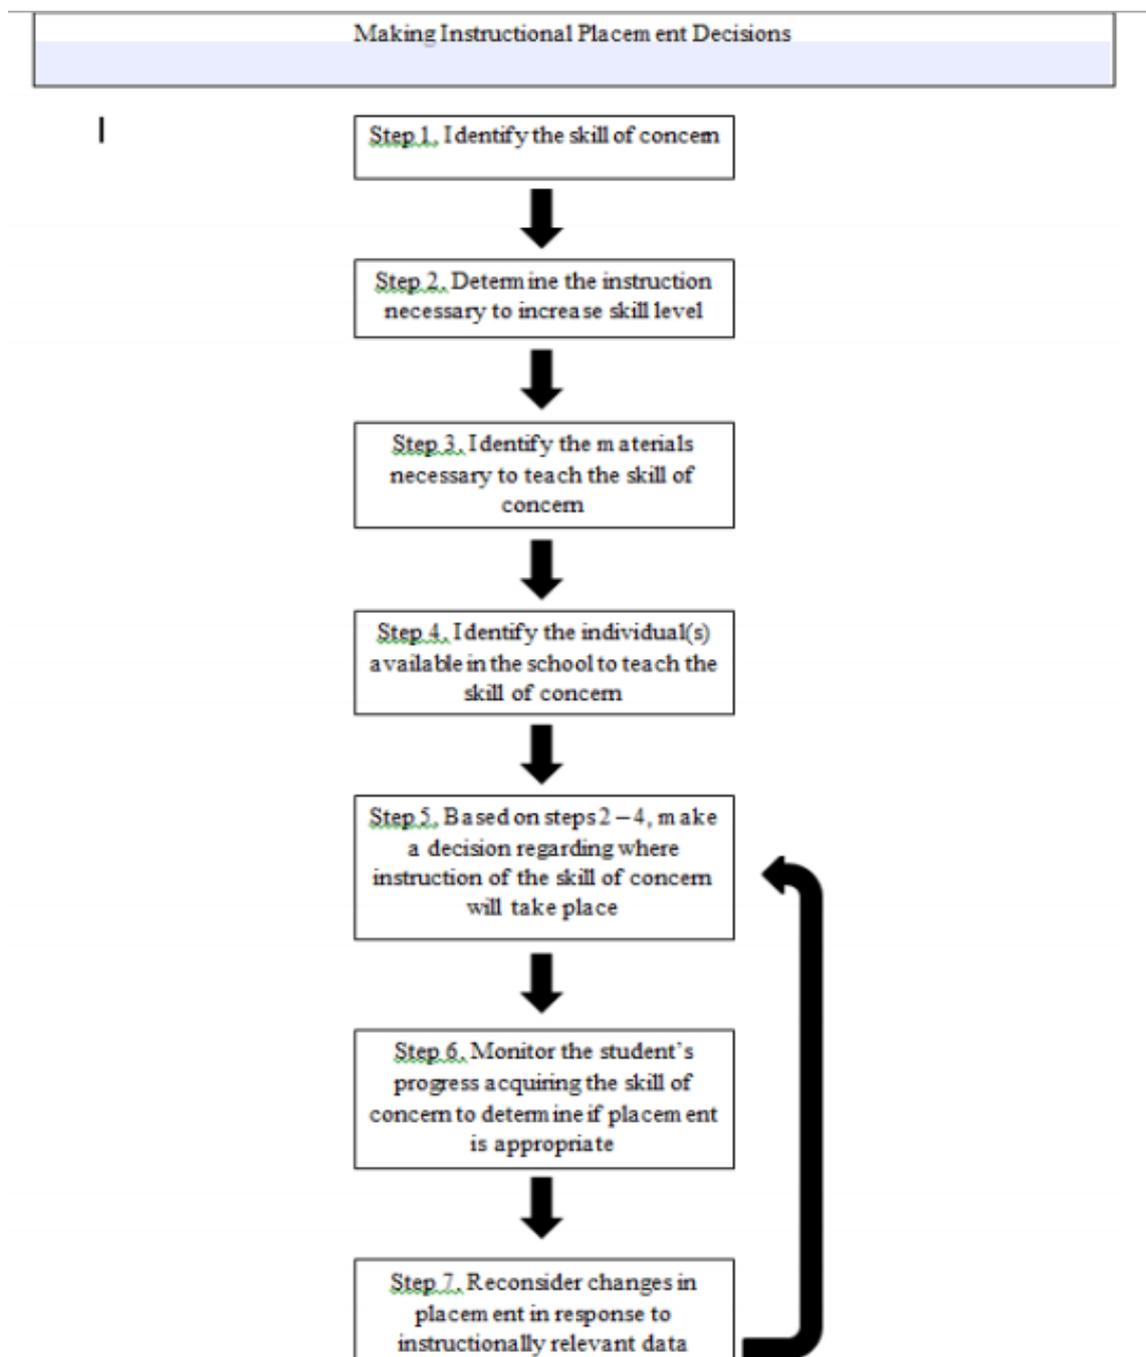 Making Instructional Placement Decisions
Step 1. Identify the skill of concern
Step 2. Determine the instruction
necessary to increase skill level
Step 3. Identify the materials
necessary to teach the skill of
concern
Step 4. Identify the individual(s)
available in the school to teach the
skill of concern
Step 5. Based on steps 2 – 4, make
a decision regarding where
instruction of the skill of concern
will take place
Step 6. Monitor the student's
progress acquiring the skill of
concern to determine if placement
is appropriate
Step 7. Reconsider changes in
placement in response to
instructionally relevant data